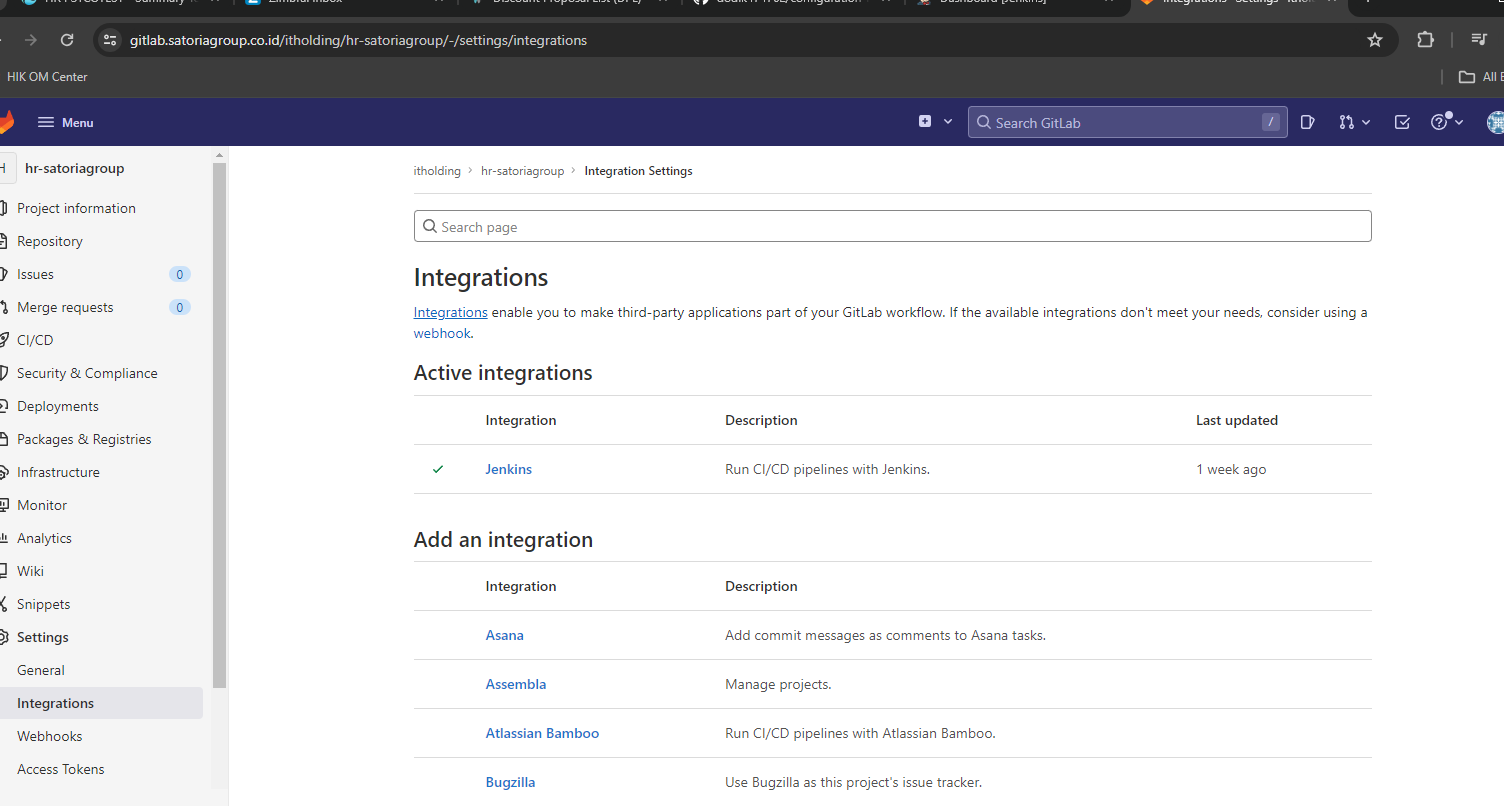 Summary
Zimbra Inbox
Discount Proposal List (DPL)
Dashboard [Jenkins]
gitlab.satoriagroup.co.id/itholding/hr-satoriagroup/-/settings/integrations
HIK OM Center
All
Menu
Search GitLab
/
H
hr-satoriagroup
Project information
Repository
Issues 0
Merge requests 0
CI/CD
Security & Compliance
Deployments
Packages & Registries
Infrastructure
Monitor
Analytics
Wiki
Snippets
Settings
General
Integrations
Webhooks
Access Tokens
itholding › hr-satoriagroup › Integration Settings
Search page
Integrations
Integrations enable you to make third-party applications part of your GitLab workflow. If the available integrations don't meet your needs, consider using a
webhook.
Active integrations
Integration Description Last updated
Jenkins Run CI/CD pipelines with Jenkins. 1 week ago
Add an integration
Integration Description
Asana Add commit messages as comments to Asana tasks.
Assembla Manage projects.
Atlassian Bamboo Run CI/CD pipelines with Atlassian Bamboo.
Bugzilla Use Bugzilla as this project's issue tracker.